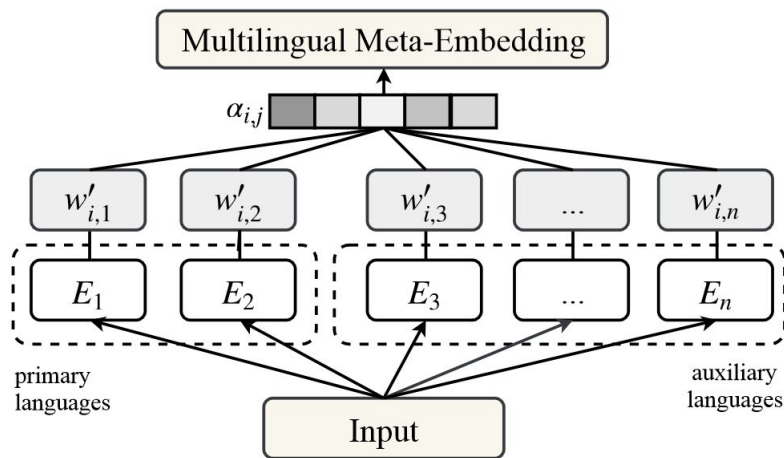 Multilingual Meta-Embedding
α_{i,j}
w′_{i,1} w′_{i,2} w′_{i,3} ... w′_{i,n}
E_1 E_2 E_3 ... E_n
primary
languages
auxiliary
languages
Input